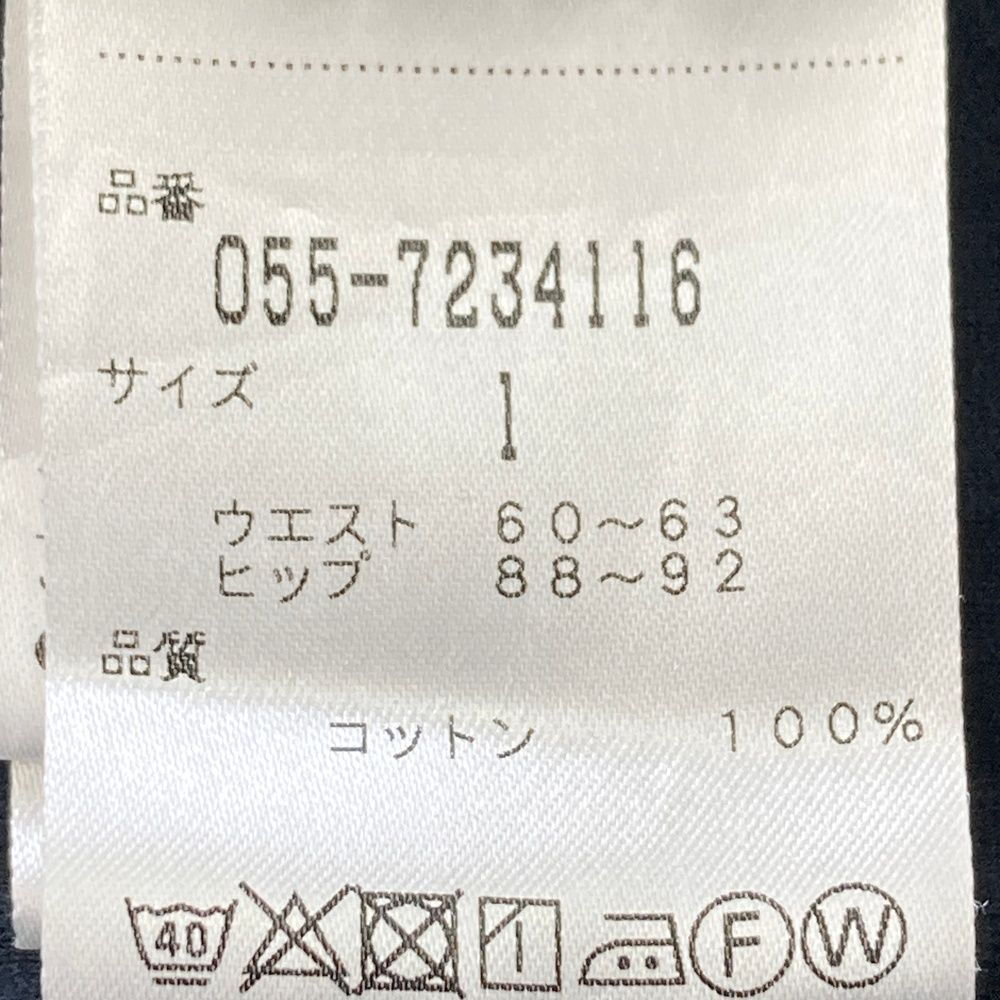 品番
055-7234116
サイズ 1
ウエスト 60～63
ヒップ 88～92
品質
コットン 100%
40 F W